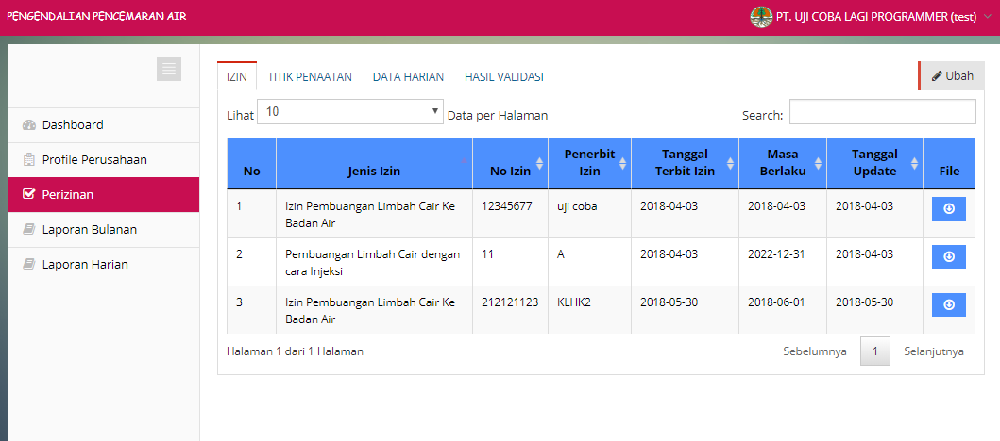 PENGENDALIAN PENCEMARAN AIR
PT. UJI COBA LAGI PROGRAMMER (test)
Dashboard
Profile Perusahaan
Perizinan
Laporan Bulanan
Laporan Harian
IZIN TITIK PENAATAN DATA HARIAN HASIL VALIDASI Ubah
Lihat 10 Data per Halaman Search:
No Jenis Izin No Izin Penerbit Izin Tanggal Terbit Izin Masa Berlaku Tanggal Update File
1 Izin Pembuangan Limbah Cair Ke 12345677 uji coba 2018-04-03 2018-04-03 2018-04-03
Badan Air
2 Pembuangan Limbah Cair dengan 11 A 2018-04-03 2022-12-31 2018-04-03
cara Injeksi
3 Izin Pembuangan Limbah Cair Ke 212121123 KLHK2 2018-05-30 2018-06-01 2018-05-30
Badan Air
Halaman 1 dari 1 Halaman Sebelumnya 1 Selanjutnya